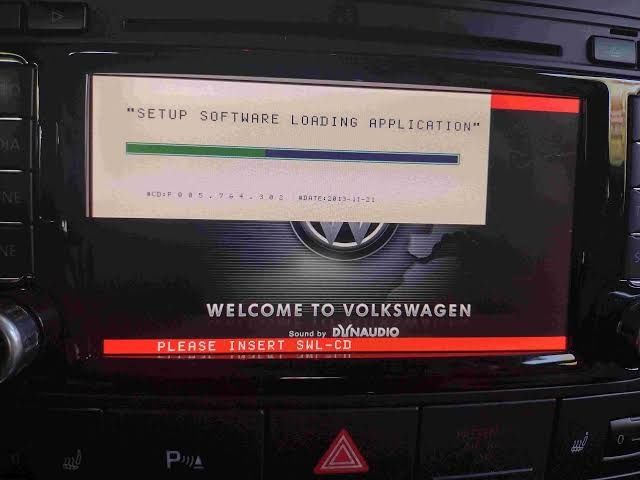 "SETUP SOFTWARE LOADING APPLICATION"
WELCOME TO VOLKSWAGEN
Sound by DYNAUDIO
PLEASE INSERT SWL-CD